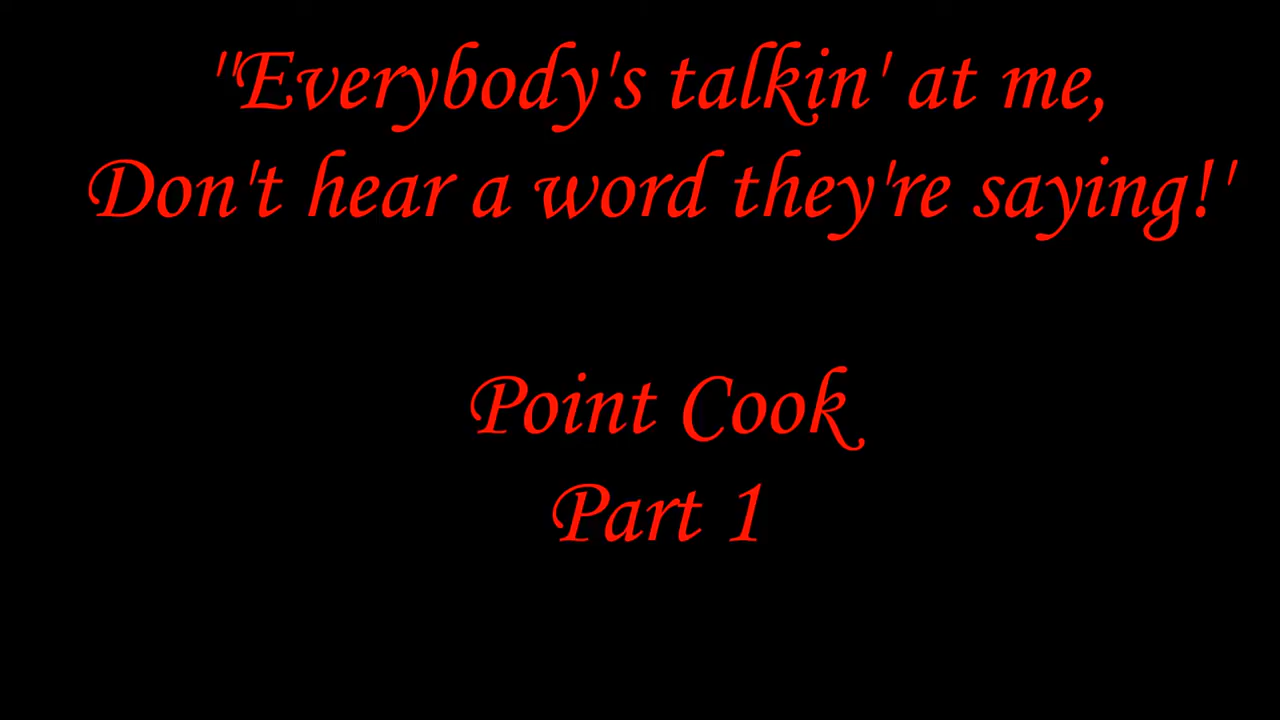 "Everybody's talkin' at me,
Don't hear a word they're saying!'
Point Cook
Part 1